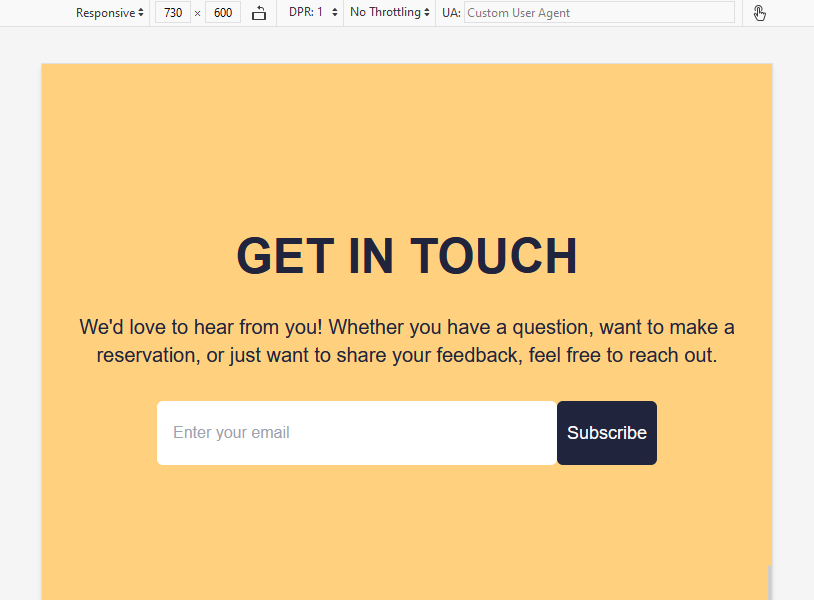 Responsive 730 × 600 DPR: 1 No Throttling UA: Custom User Agent
GET IN TOUCH
We'd love to hear from you! Whether you have a question, want to make a
reservation, or just want to share your feedback, feel free to reach out.
Enter your email Subscribe